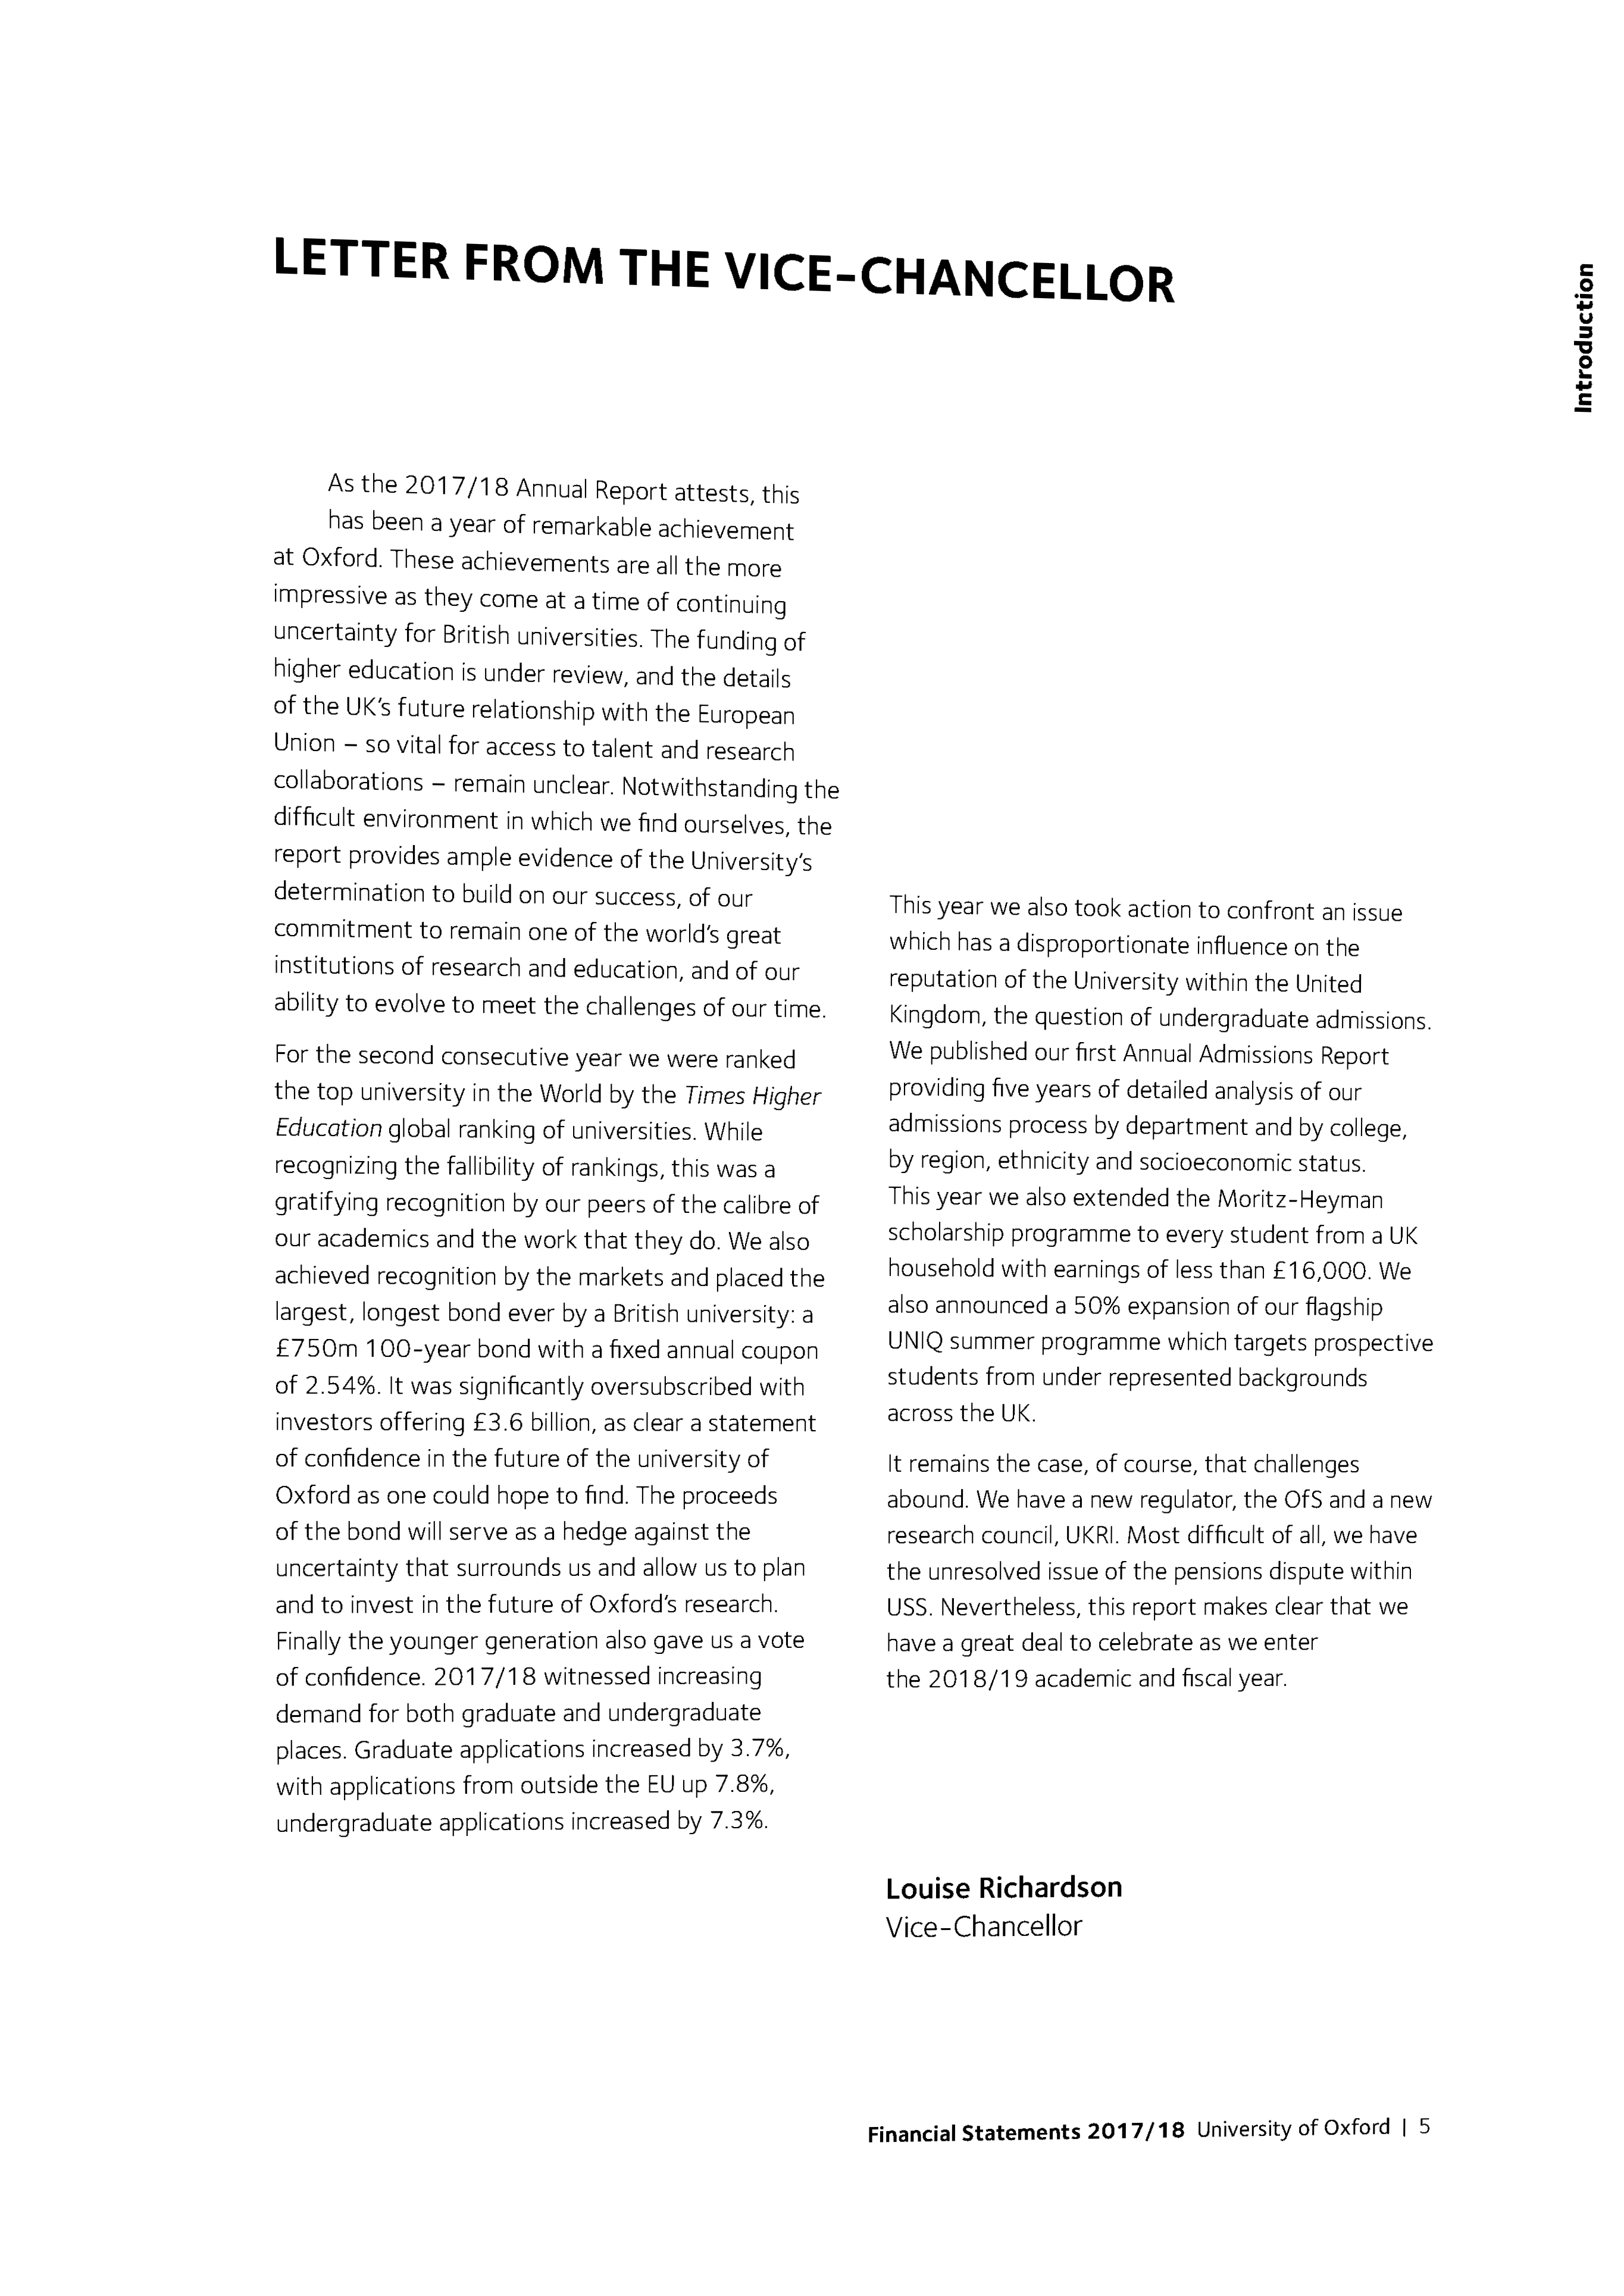 LETTER FROM THE VICE-CHANCELLOR
Introduction
As the 2017/18 Annual Report attests, this
has been a year of remarkable achievement
at Oxford. These achievements are all the more
impressive as they come at a time of continuing
uncertainty for British universities. The funding of
higher education is under review, and the details
of the UK's future relationship with the European
Union – so vital for access to talent and research
collaborations – remain unclear. Notwithstanding the
difficult environment in which we find ourselves, the
report provides ample evidence of the University's
determination to build on our success, of our
commitment to remain one of the world's great
institutions of research and education, and of our
ability to evolve to meet the challenges of our time.
For the second consecutive year we were ranked
the top university in the World by the Times Higher
Education global ranking of universities. While
recognizing the fallibility of rankings, this was a
gratifying recognition by our peers of the calibre of
our academics and the work that they do. We also
achieved recognition by the markets and placed the
largest, longest bond ever by a British university: a
£750m 100-year bond with a fixed annual coupon
of 2.54%. It was significantly oversubscribed with
investors offering £3.6 billion, as clear a statement
of confidence in the future of the university of
Oxford as one could hope to find. The proceeds
of the bond will serve as a hedge against the
uncertainty that surrounds us and allow us to plan
and to invest in the future of Oxford's research.
Finally the younger generation also gave us a vote
of confidence. 2017/18 witnessed increasing
demand for both graduate and undergraduate
places. Graduate applications increased by 3.7%,
with applications from outside the EU up 7.8%,
undergraduate applications increased by 7.3%.
This year we also took action to confront an issue
which has a disproportionate influence on the
reputation of the University within the United
Kingdom, the question of undergraduate admissions.
We published our first Annual Admissions Report
providing five years of detailed analysis of our
admissions process by department and by college,
by region, ethnicity and socioeconomic status.
This year we also extended the Moritz-Heyman
scholarship programme to every student from a UK
household with earnings of less than £16,000. We
also announced a 50% expansion of our flagship
UNIQ summer programme which targets prospective
students from under represented backgrounds
across the UK.
It remains the case, of course, that challenges
abound. We have a new regulator, the OfS and a new
research council, UKRI. Most difficult of all, we have
the unresolved issue of the pensions dispute within
USS. Nevertheless, this report makes clear that we
have a great deal to celebrate as we enter
the 2018/19 academic and fiscal year.
Louise Richardson
Vice-Chancellor
Financial Statements 2017/18 University of Oxford | 5